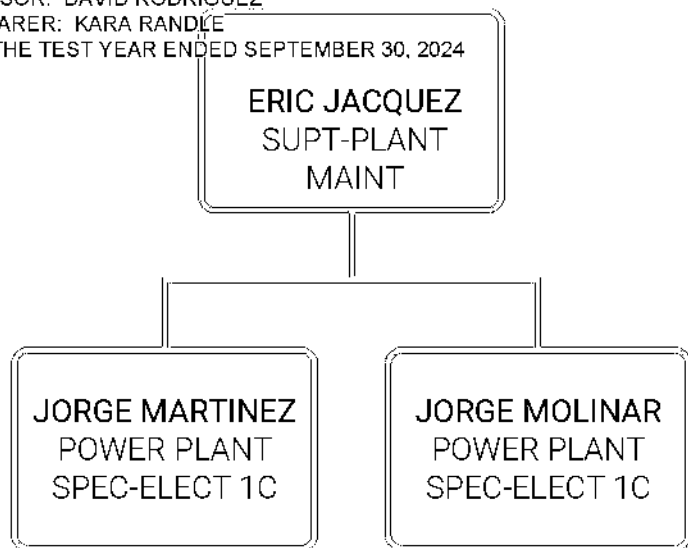 SOR: DAVID RODRIGUEZ
ARER: KARA RANDLE
THE TEST YEAR ENDED SEPTEMBER 30, 2024
ERIC JACQUEZ
SUPT-PLANT
MAINT
JORGE MARTINEZ
POWER PLANT
SPEC-ELECT 1C
JORGE MOLINAR
POWER PLANT
SPEC-ELECT 1C